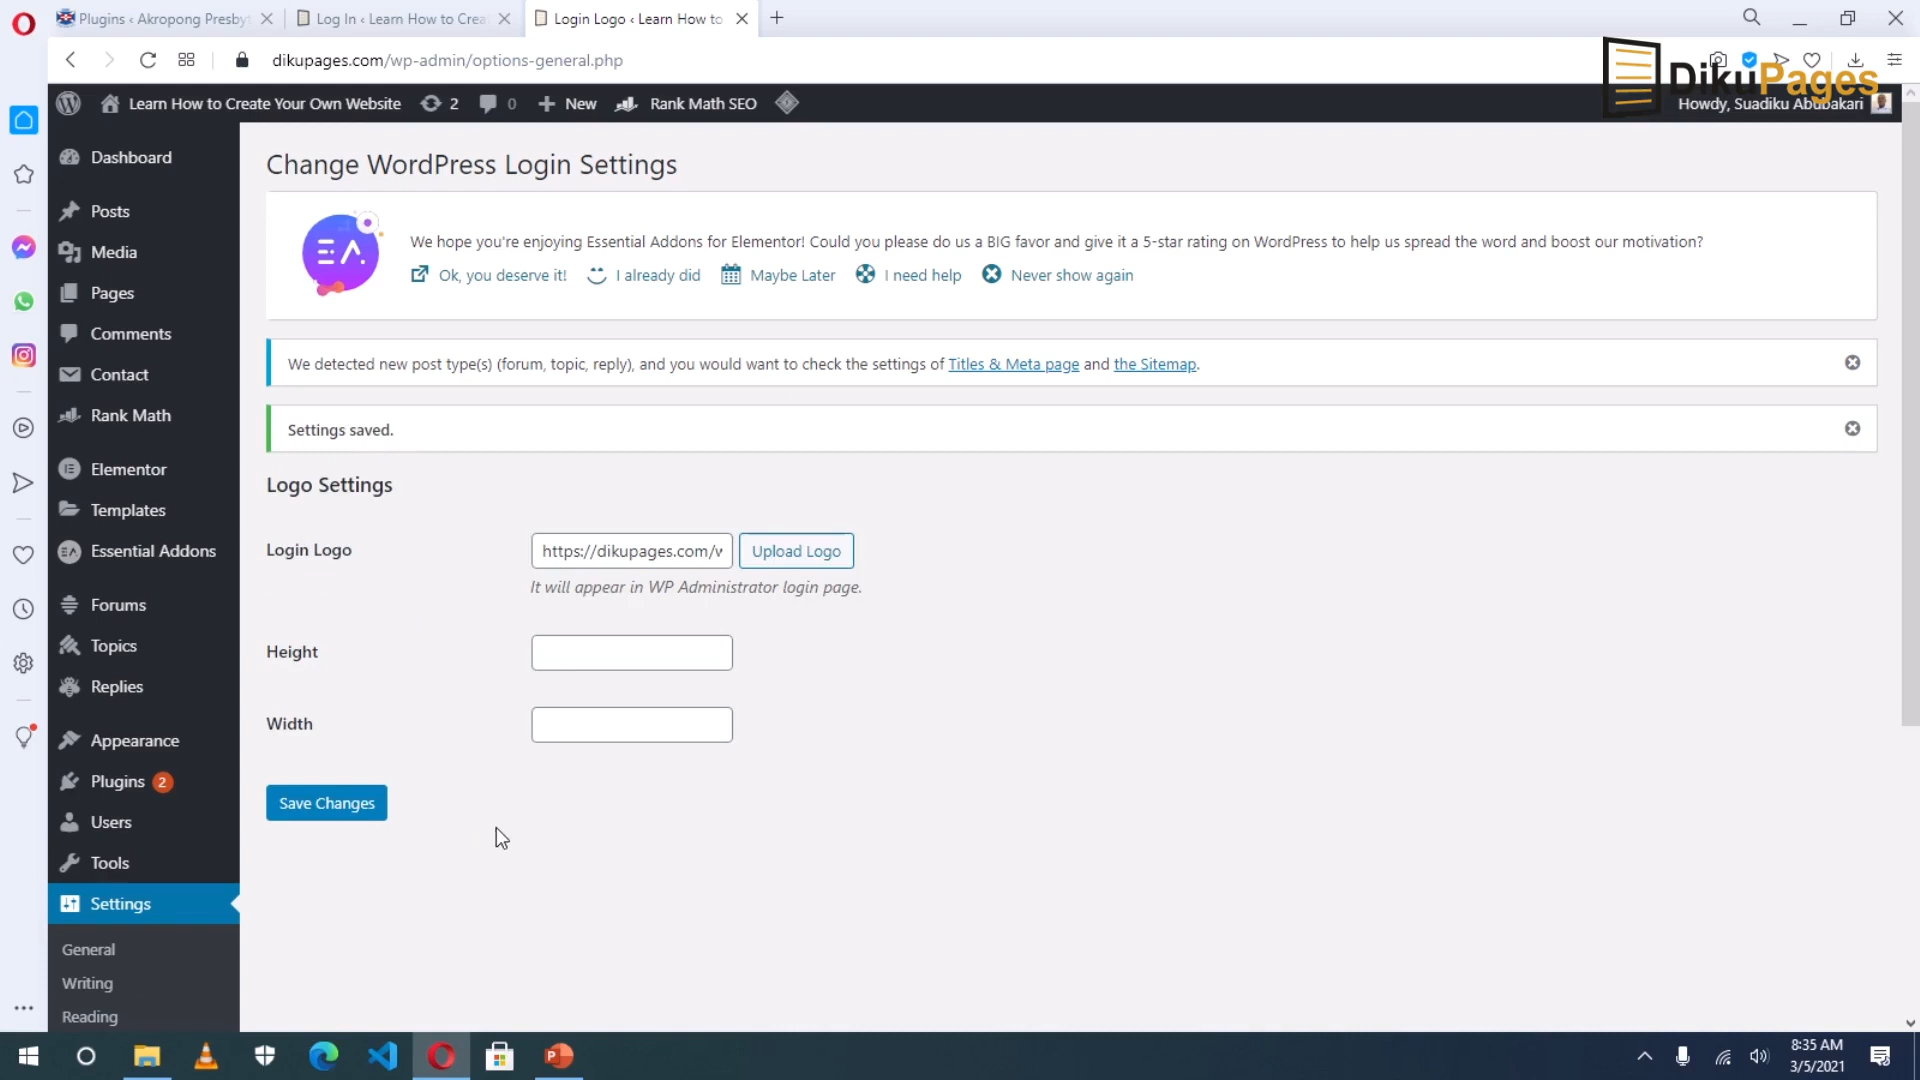 Plugins ‹ Akropong Presby
Log In ‹ Learn How to Crea
Login Logo ‹ Learn How to
dikupages.com/wp-admin/options-general.php
DikuPages
Learn How to Create Your Own Website
2
0
New
Rank Math SEO
Howdy, Suadiku Abubakari
Dashboard
Posts
Media
Pages
Comments
Contact
Rank Math
Elementor
Templates
Essential Addons
Forums
Topics
Replies
Appearance
Plugins 2
Users
Tools
Settings
General
Writing
Reading
Change WordPress Login Settings
We hope you're enjoying Essential Addons for Elementor! Could you please do us a BIG favor and give it a 5-star rating on WordPress to help us spread the word and boost our motivation?
Ok, you deserve it!
I already did
Maybe Later
I need help
Never show again
We detected new post type(s) (forum, topic, reply), and you would want to check the settings of Titles & Meta page and the Sitemap.
Settings saved.
Logo Settings
Login Logo
https://dikupages.com/w
Upload Logo
It will appear in WP Administrator login page.
Height
Width
Save Changes
8:35 AM
3/5/2021